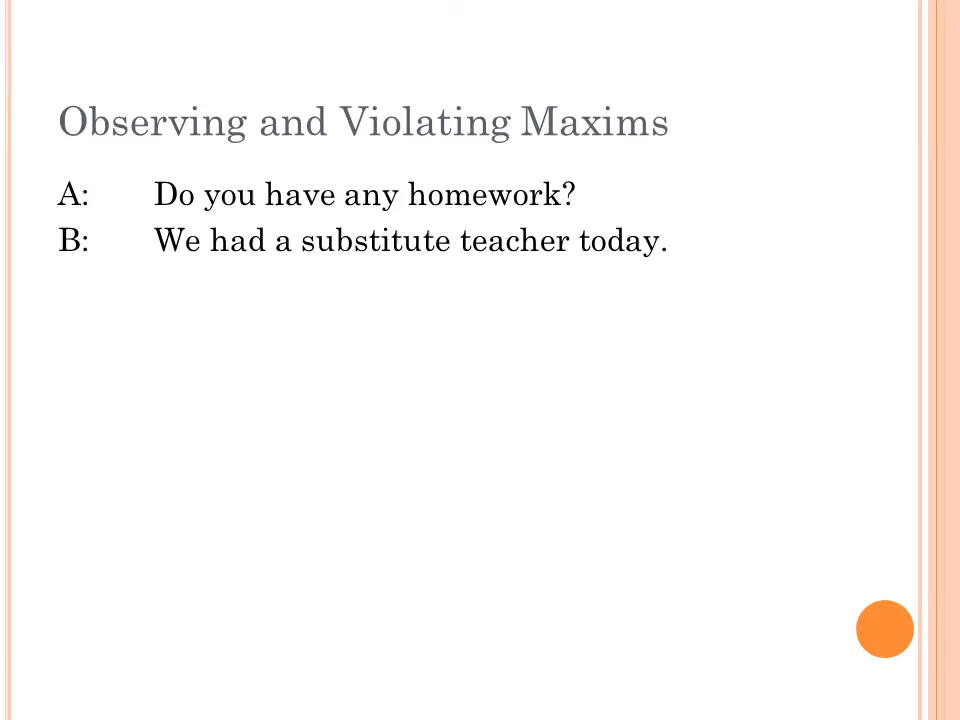 Observing and Violating Maxims
A: Do you have any homework?
B: We had a substitute teacher today.